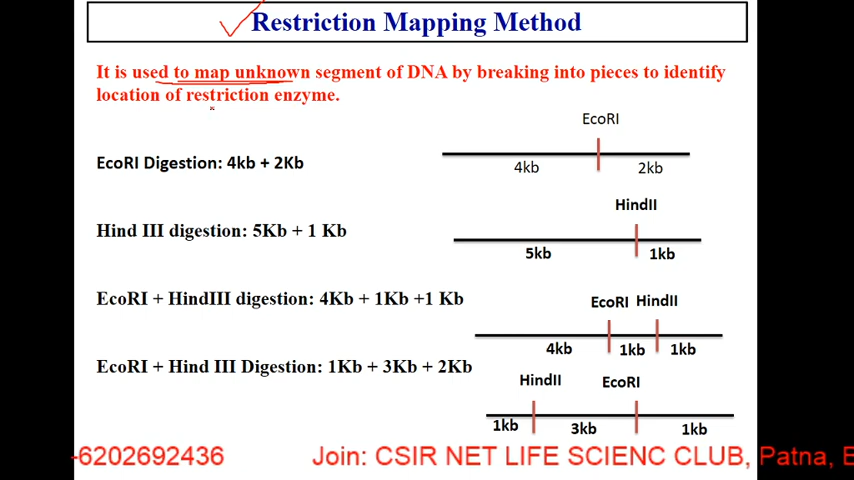 Restriction Mapping Method
It is used to map unknown segment of DNA by breaking into pieces to identify
location of restriction enzyme.
EcoRI
EcoRI Digestion: 4kb + 2Kb
4kb 2kb
HindII
Hind III digestion: 5Kb + 1 Kb
5kb 1kb
EcoRI + HindIII digestion: 4Kb + 1Kb +1 Kb
EcoRI HindII
4kb 1kb 1kb
EcoRI + Hind III Digestion: 1Kb + 3Kb + 2Kb
HindII EcoRI
1kb 3kb 1kb
-6202692436 Join: CSIR NET LIFE SCIENC CLUB, Patna,